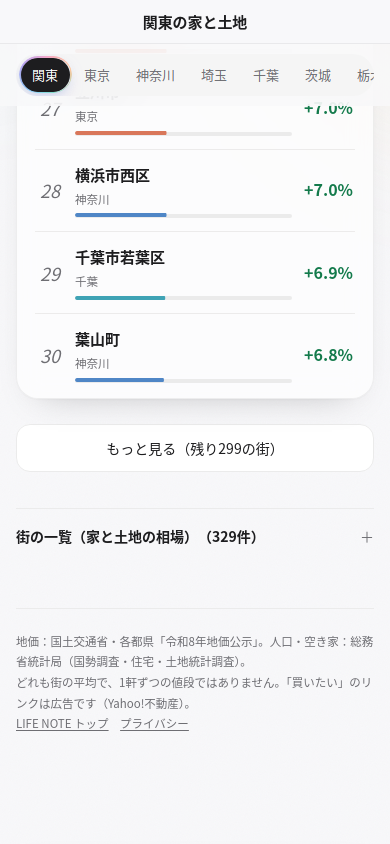 関東の家と土地
関東 東京 神奈川 埼玉 千葉 茨城
27 +7.0%
東京
横浜市西区
28 +7.0%
神奈川
千葉市若葉区
29 +6.9%
千葉
葉山町
30 +6.8%
神奈川
もっと見る（残り299の街）
街の一覧（家と土地の相場）（329件） ＋
地価：国土交通省・各都県「令和8年地価公示」。人口・空き家：総務
省統計局（国勢調査・住宅・土地統計調査）。
どれも街の平均で、1軒ずつの値段ではありません。「買いたい」のリ
ンクは広告です（Yahoo!不動産）。
LIFE NOTE トップ プライバシー